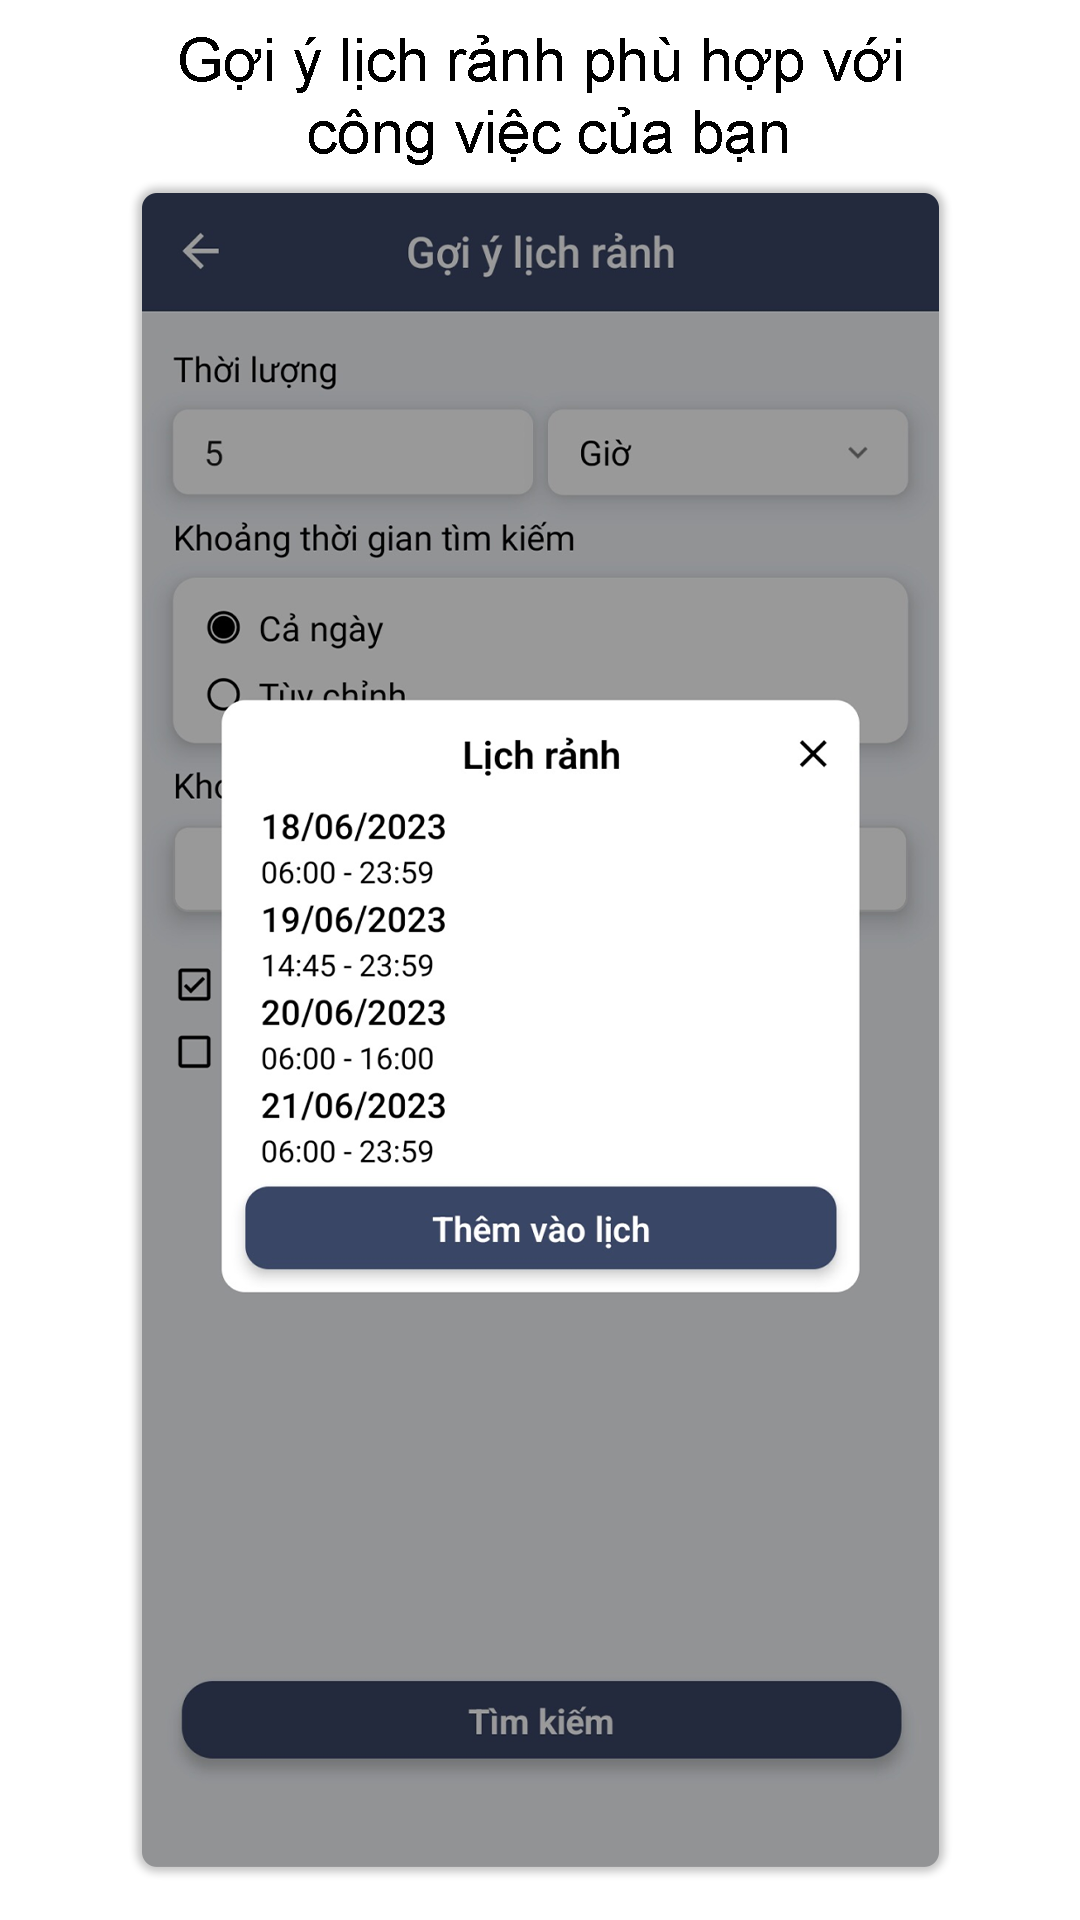 Gợi ý lịch rảnh phù hợp với
công việc của bạn
Gợi ý lịch rảnh
Thời lượng
5
Giờ
Khoảng thời gian tìm kiếm
Cả ngày
Tùy chỉnh
Lịch rảnh
18/06/2023
06:00 - 23:59
19/06/2023
14:45 - 23:59
20/06/2023
06:00 - 16:00
21/06/2023
06:00 - 23:59
Thêm vào lịch
Tìm kiếm